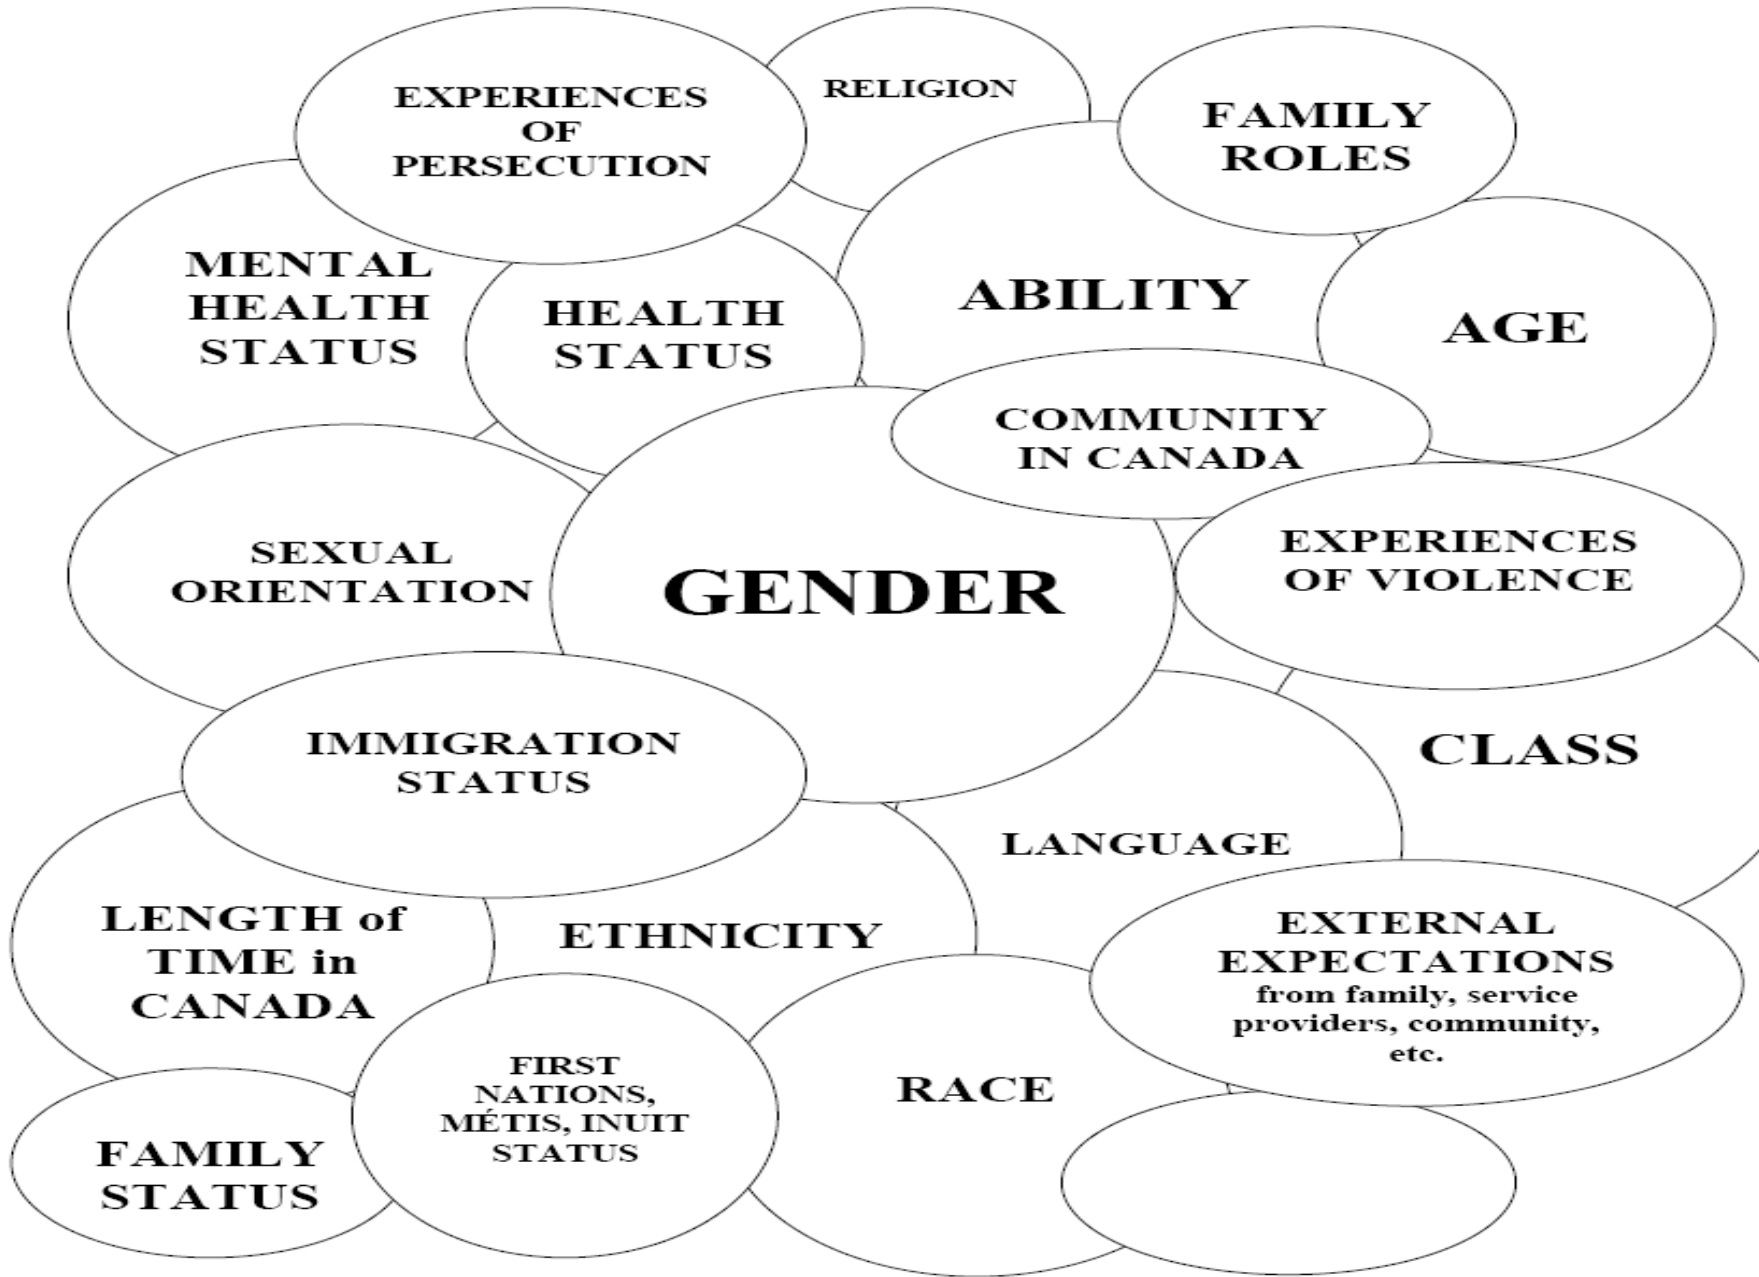 EXPERIENCES
OF
PERSECUTION
RELIGION
FAMILY
ROLES
MENTAL
HEALTH
STATUS
HEALTH
STATUS
ABILITY
AGE
COMMUNITY
IN CANADA
SEXUAL
ORIENTATION
GENDER
EXPERIENCES
OF VIOLENCE
IMMIGRATION
STATUS
CLASS
LANGUAGE
LENGTH of
TIME in
CANADA
ETHNICITY
EXTERNAL
EXPECTATIONS
from family, service
providers, community,
etc.
FIRST
NATIONS,
MÉTIS, INUIT
STATUS
RACE
FAMILY
STATUS